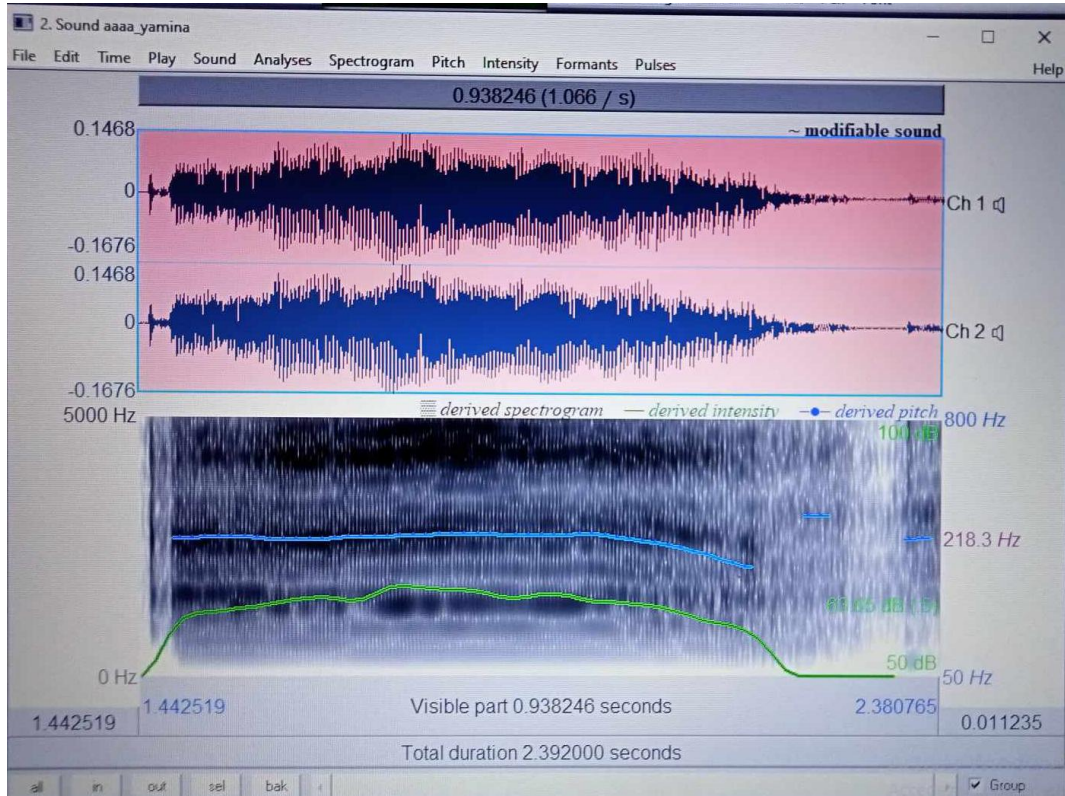 2. Sound aaaa_yamina
File Edit Time Play Sound Analyses Spectrogram Pitch Intensity Formants Pulses
Help
0.938246 (1.066 / s)
0.1468
~ modifiable sound
0
Ch 1
-0.1676
0.1468
0
Ch 2
-0.1676
derived spectrogram derived intensity derived pitch
5000 Hz
800 Hz
100 dB
218.3 Hz
50 dB
0 Hz
50 Hz
1.442519
Visible part 0.938246 seconds
2.380765
1.442519
0.011235
Total duration 2.392000 seconds
all in out sel bak
Group